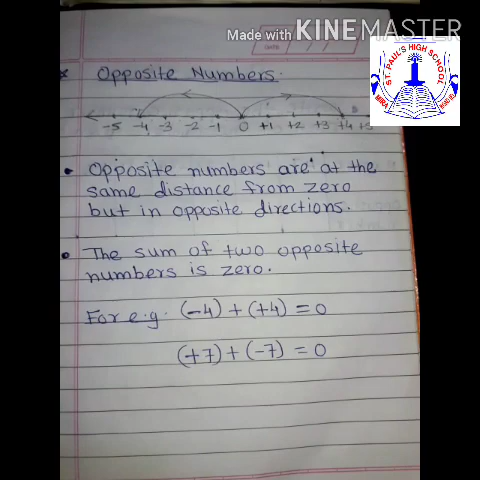 Made with KINEMASTER
ST. PAUL'S HIGH SCHOOL
Date
Opposite Numbers.
-5 -4 -3 -2 -1 0 +1 +2 +3 +4 +5
• Opposite numbers are at the
same distance from zero
but in opposite directions.
• The sum of two opposite
numbers is zero.
For e.g. (-4) + (+4) = 0
(+7) + (-7) = 0